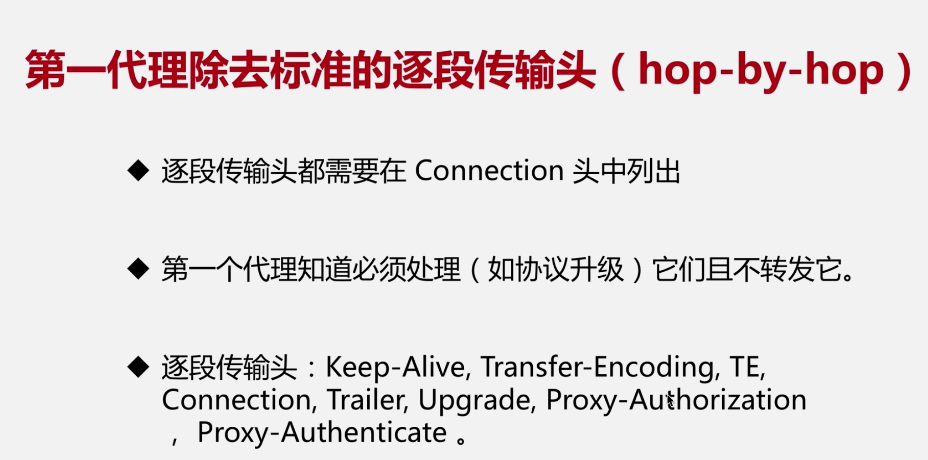 第一代理除去标准的逐段传输头（hop-by-hop）
◆ 逐段传输头都需要在 Connection 头中列出
◆ 第一个代理知道必须处理（如协议升级）它们且不转发它。
◆ 逐段传输头：Keep-Alive, Transfer-Encoding, TE,
Connection, Trailer, Upgrade, Proxy-Authorization
， Proxy-Authenticate 。